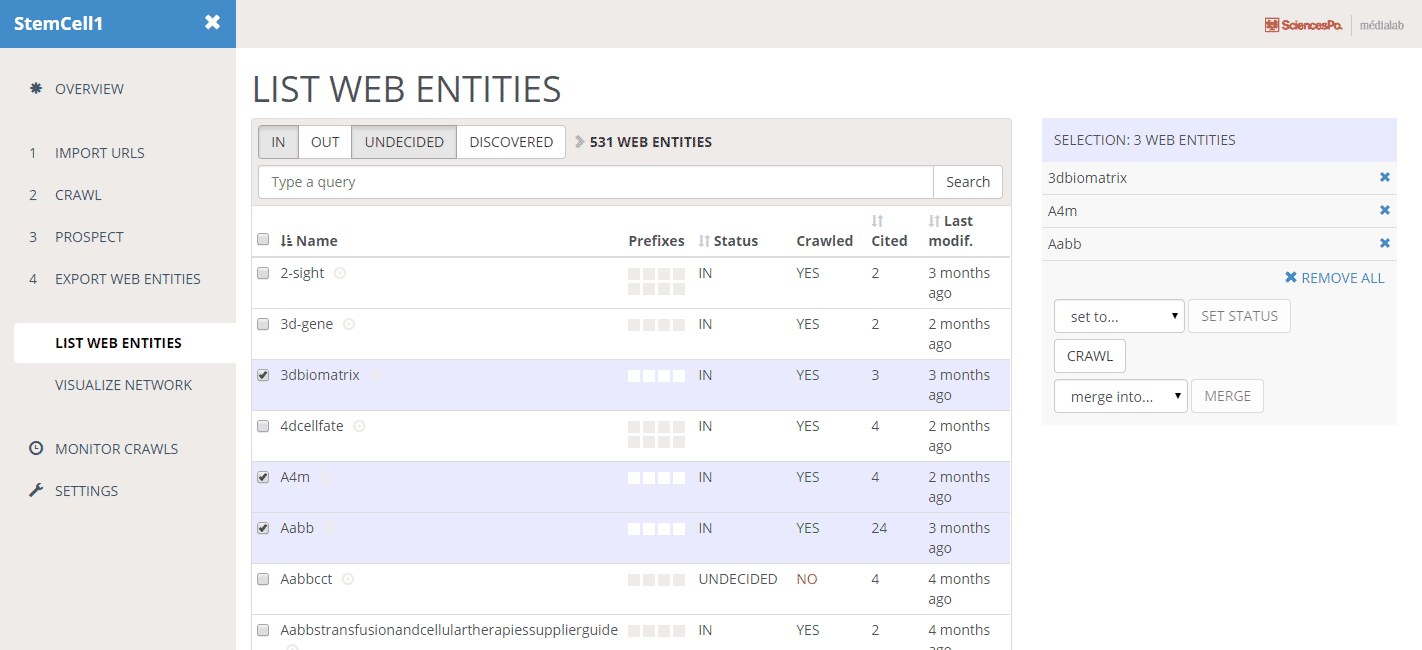 StemCell1
SciencesPo. médialab
OVERVIEW
1 IMPORT URLS
2 CRAWL
3 PROSPECT
4 EXPORT WEB ENTITIES
LIST WEB ENTITIES
VISUALIZE NETWORK
MONITOR CRAWLS
SETTINGS
LIST WEB ENTITIES
IN OUT UNDECIDED DISCOVERED 531 WEB ENTITIES
Type a query Search
Name Prefixes Status Crawled Cited Last
modif.
2-sight IN YES 2 3 months
ago
3d-gene IN YES 2 2 months
ago
3dbiomatrix IN YES 3 3 months
ago
4dcellfate IN YES 4 2 months
ago
A4m IN YES 4 2 months
ago
Aabb IN YES 24 3 months
ago
Aabbcct UNDECIDED NO 4 4 months
ago
Aabbstransfusionandcellulartherapiessupplierguide IN YES 2 4 months
ago
SELECTION: 3 WEB ENTITIES
3dbiomatrix
A4m
Aabb
REMOVE ALL
set to... SET STATUS
CRAWL
merge into... MERGE